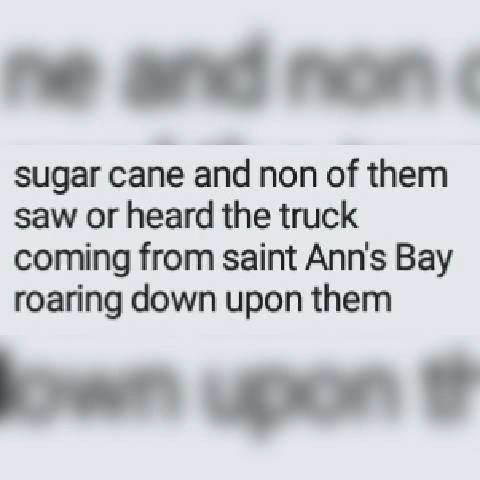 sugar cane and non of them
saw or heard the truck
coming from saint Ann's Bay
roaring down upon them